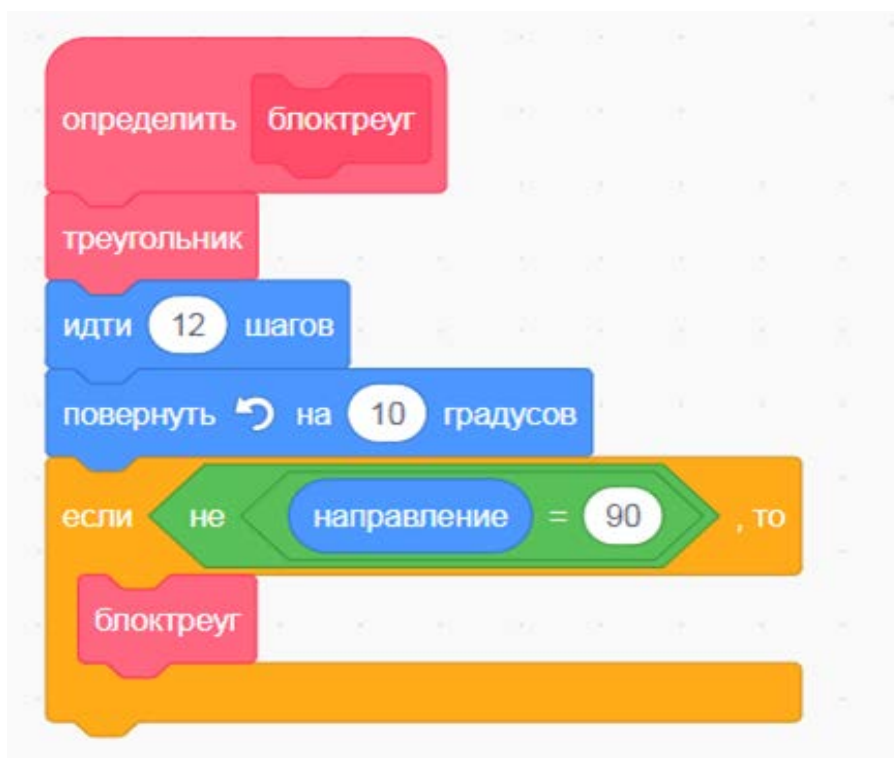 определить блоктреуг
треугольник
идти 12 шагов
повернуть на 10 градусов
если не направление = 90 , то
блоктреуг